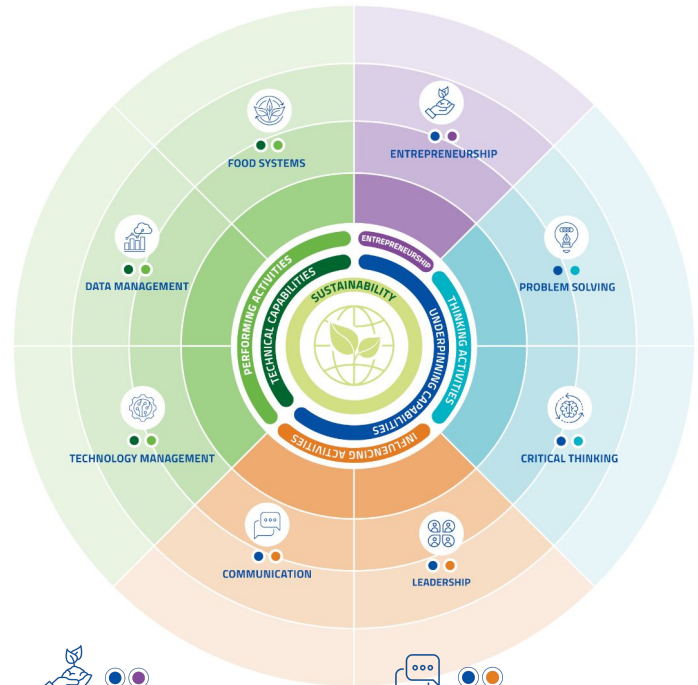 FOOD SYSTEMS
ENTREPRENEURSHIP
DATA MANAGEMENT
PROBLEM SOLVING
TECHNOLOGY MANAGEMENT
CRITICAL THINKING
COMMUNICATION
LEADERSHIP
PERFORMING ACTIVITIES
ENTREPRENEURSHIP
THINKING ACTIVITIES
INFLUENCING ACTIVITIES
TECHNICAL CAPABILITIES
UNDERPINNING CAPABILITIES
SUSTAINABILITY